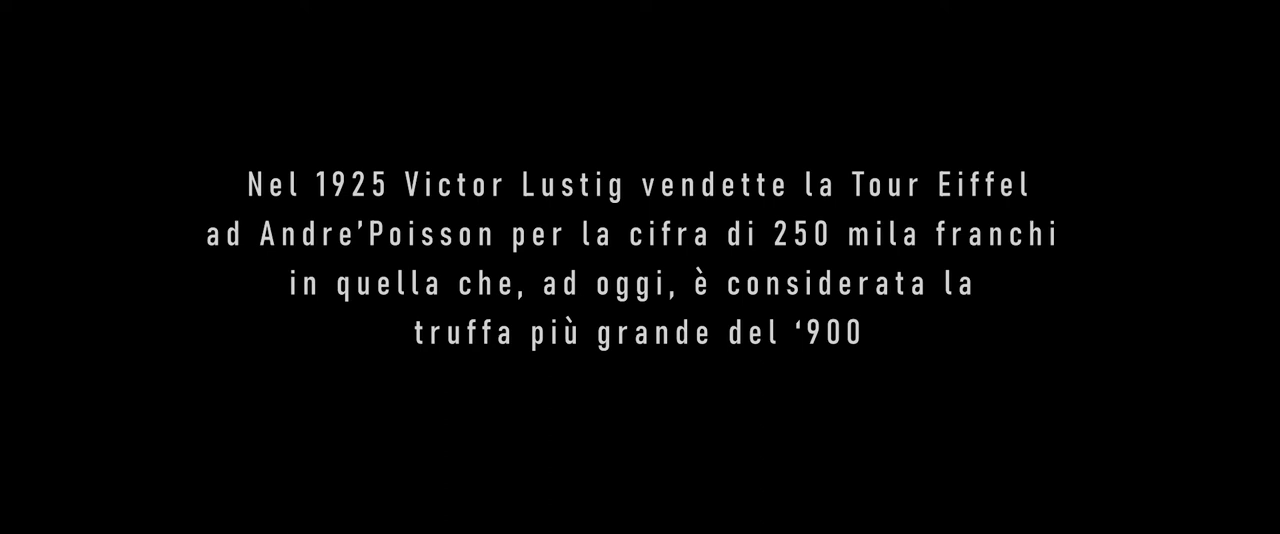 Nel 1925 Victor Lustig vendette la Tour Eiffel
ad Andre’Poisson per la cifra di 250 mila franchi
in quella che, ad oggi, è considerata la
truffa più grande del ‘900